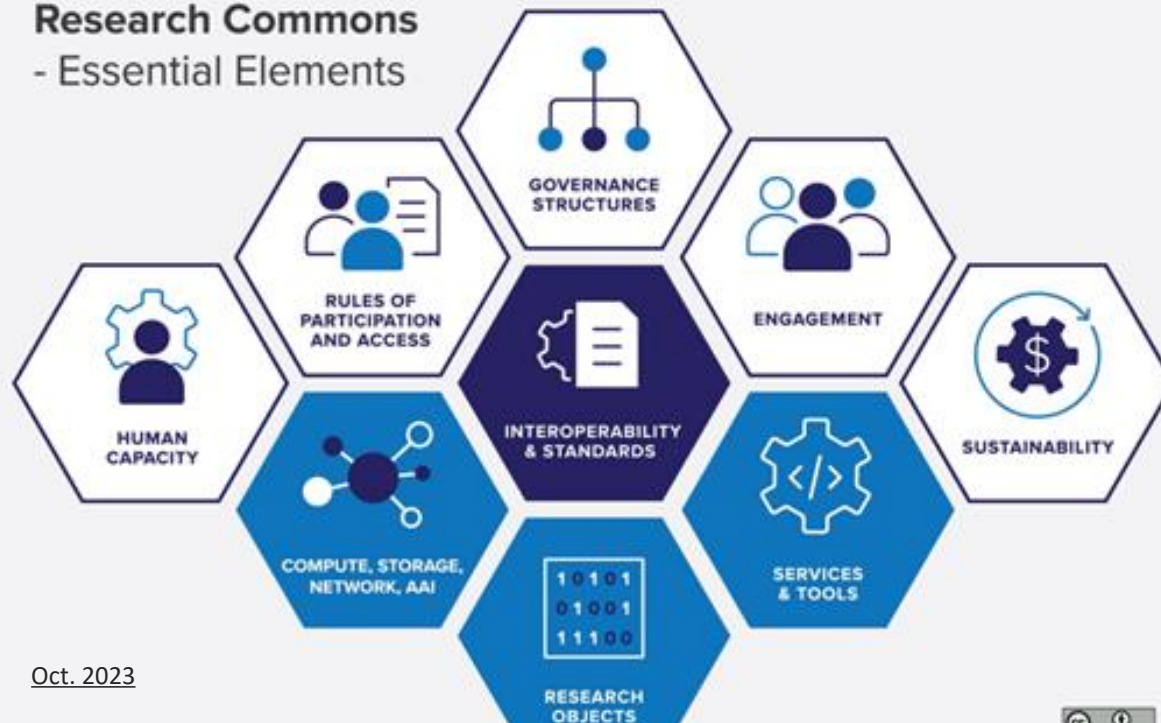 Research Commons
- Essential Elements
GOVERNANCE
STRUCTURES
RULES OF
PARTICIPATION
AND ACCESS
ENGAGEMENT
HUMAN
CAPACITY
INTEROPERABILITY
& STANDARDS
SUSTAINABILITY
$
COMPUTE, STORAGE,
NETWORK, AAI
</>
SERVICES
& TOOLS
10101
01001
11100
RESEARCH
OBJECTS
Oct. 2023
cc